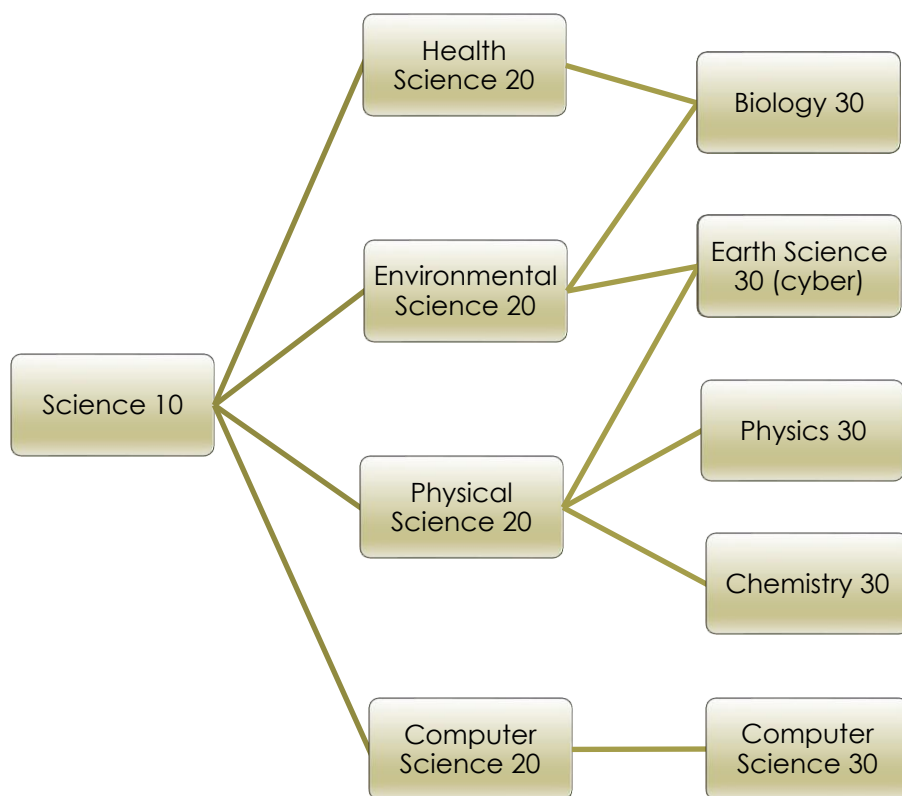 Health
Science 20
Biology 30
Environmental
Science 20
Earth Science
30 (cyber)
Science 10
Physics 30
Physical
Science 20
Chemistry 30
Computer
Science 20
Computer
Science 30